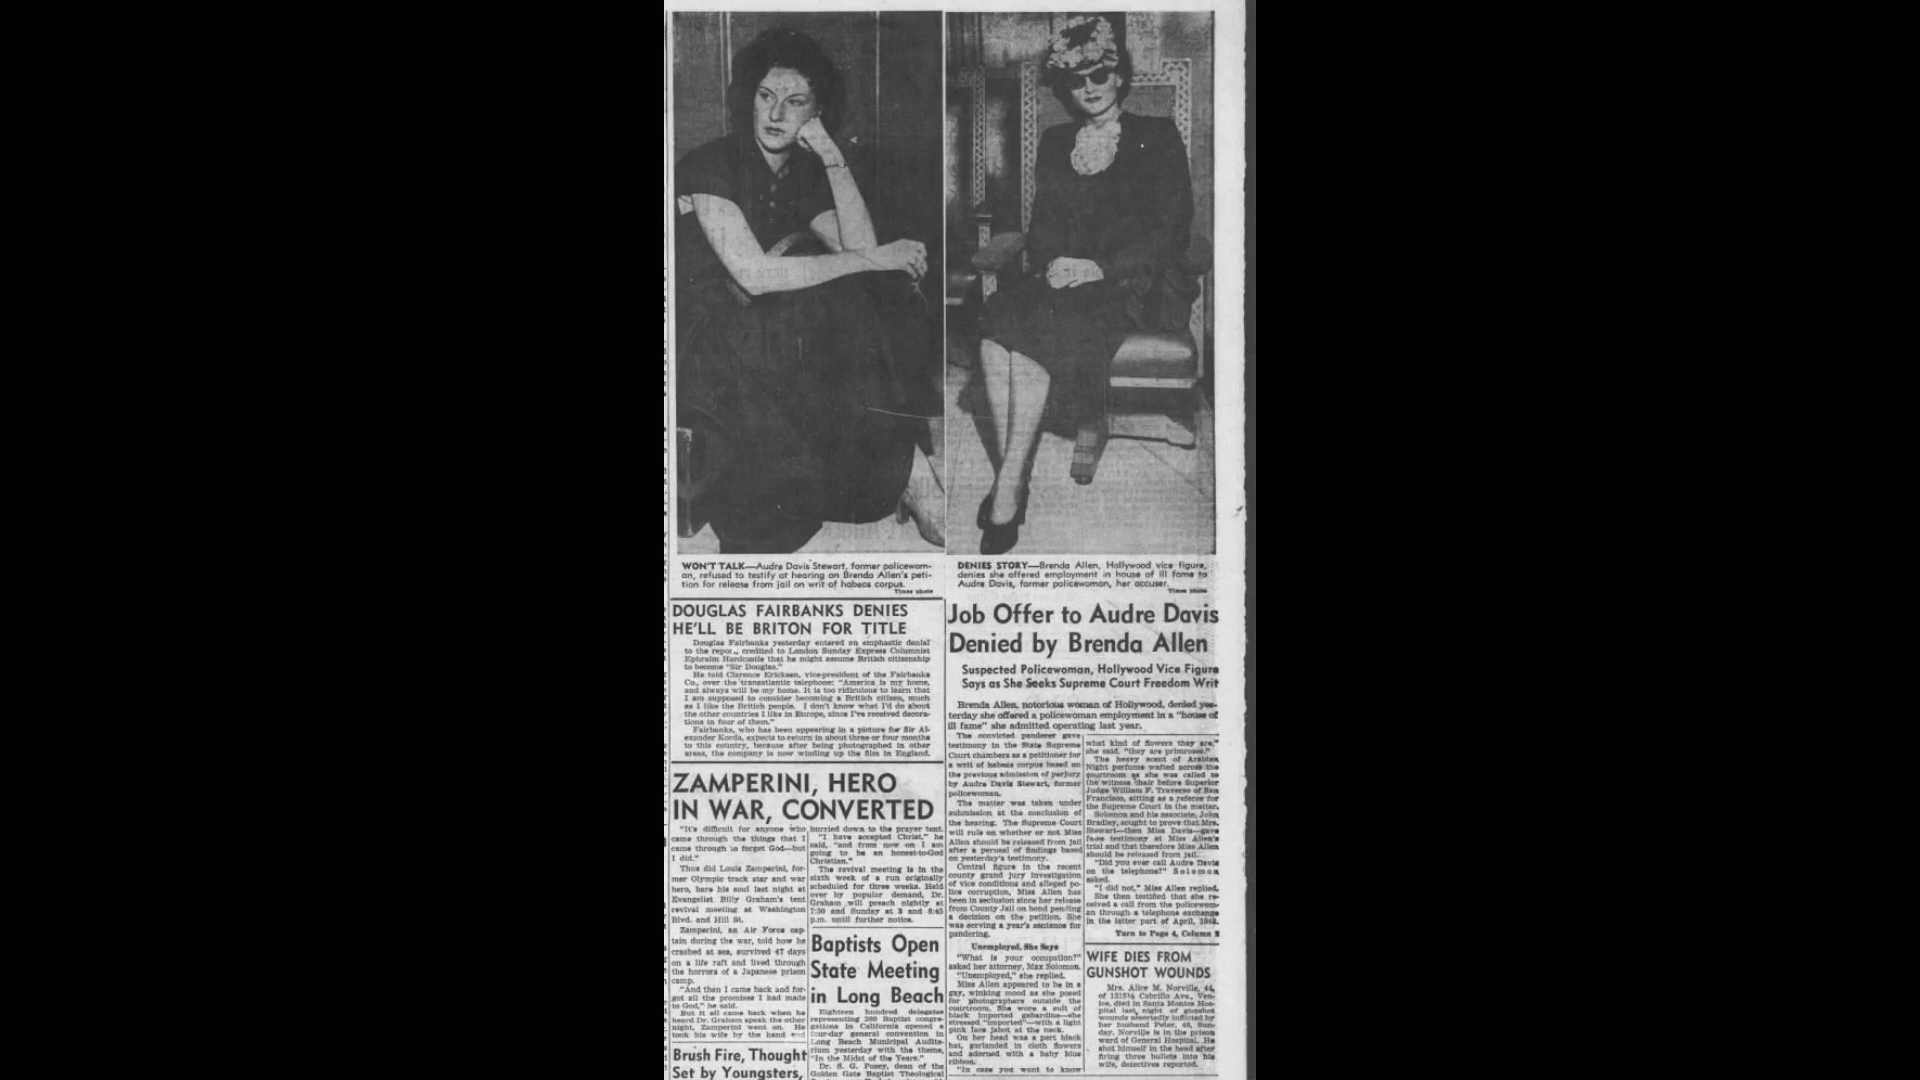 WON'T TALK—Audre Davis Stewart, former policewom-
an, refused to testify at hearing on Brenda Allen's peti-
tion for release from jail on writ of habeas corpus.
Times photo
DENIES STORY—Brenda Allen, Hollywood vice figure,
denies she offered employment in house of ill fame to
Audre Davis, former policewoman, her accuser.
Times photo
DOUGLAS FAIRBANKS DENIES
HE'LL BE BRITON FOR TITLE
Douglas Fairbanks yesterday entered an emphatic denial
to the repor credited to London Sunday Express Columnist
Ephraim Hardcastle that he might assume British citizenship
to become "Sir Douglas."
He told Clarence Ericksen, vice-president of the Fairbanks
Co., over the transatlantic telephone: "America is my home,
and always will be my home. It is too ridiculous to learn that
I am supposed to consider becoming a British citizen, much
as I like the British people. I don't know what I'd do about
the other countries I like in Europe, since I've received decora-
tions in four of them."
Fairbanks, who has been appearing in a picture for Sir Al-
exander Korda, expects to return in about three or four months
to this country, because after being photographed in other
areas, the company is now winding up the film in England.
ZAMPERINI, HERO
IN WAR, CONVERTED
"It's difficult for anyone who
came through the things that I
came through to forget God—but
I did."
Thus did Louis Zamperini, for-
mer Olympic track star and war
hero, bare his soul last night at
Evangelist Billy Graham's tent
revival meeting at Washington
Blvd. and Hill St.
Zamperini, an Air Force cap-
tain during the war, told how he
crashed at sea, survived 47 days
on a life raft and lived through
the horrors of a Japanese prison
camp.
"And then I came back and for-
got all the promises I had made
to God," he said.
But it all came back when he
heard Dr. Graham speak the other
night, Zamperini went on. He
took his wife by the hand and
hurried down to the prayer tent.
"I have accepted Christ," he
said, "and from now on I am
going to be an honest-to-God
Christian."
The revival meeting is in the
sixth week of a run originally
scheduled for three weeks. Held
over by popular demand, Dr.
Graham will preach nightly at
7:30 and Sunday at 3 and 8:45
p.m. until further notice.
Brush Fire, Thought
Set by Youngsters,
Baptists Open
State Meeting
in Long Beach
Eighteen hundred delegates
representing 260 Baptist congre-
gations in California opened a
four-day general convention in
Long Beach Municipal Audito-
rium yesterday with the theme,
"In the Midst of the Years."
Dr. S. G. Posey, dean of the
Golden Gate Baptist Theological
Job Offer to Audre Davis
Denied by Brenda Allen
Suspected Policewoman, Hollywood Vice Figure
Says as She Seeks Supreme Court Freedom Writ
Brenda Allen, notorious woman of Hollywood, denied yes-
terday she offered a policewoman employment in a "house of
ill fame" she admitted operating last year.
The convicted panderer gave
testimony in the State Supreme
Court chambers as a petitioner for
a writ of habeas corpus based on
the previous admission of perjury
by Audre Davis Stewart, former
policewoman.
The matter was taken under
submission at the conclusion of
the hearing. The Supreme Court
will rule on whether or not Miss
Allen should be released from jail
after a perusal of findings based
on yesterday's testimony.
Central figure in the recent
county grand jury investigation
of vice conditions and alleged po-
lice corruption, Miss Allen has
been in seclusion since her release
from County Jail on bond pending
a decision on the petition. She
was serving a year's sentence for
pandering.
Unemployed, She Says
"What is your occupation?"
asked her attorney, Max Solomon.
"Unemployed," she replied.
Miss Allen appeared to be in a
gay, winking mood as she posed
for photographers outside the
courtroom. She wore a suit of
black imported gabardine—she
stressed "imported"—with a light
pink lace jabot at the neck.
On her head was a pert black
hat, garlanded in cloth flowers
and adorned with a baby blue
ribbon.
"In case you want to know
what kind of flowers they are,"
she said, "they are primroses."
The heavy scent of Arabian
Night perfume wafted across the
courtroom as she was called to
the witness chair before Superior
Judge William F. Traverso of San
Francisco, sitting as a referee for
the Supreme Court in the matter.
Solomon and his associate, John
Bradley, sought to prove that Mrs.
Stewart—then Miss Davis—gave
false testimony at Miss Allen's
trial and that therefore Miss Allen
should be released from jail.
"Did you ever call Audre Davis
on the telephone?" Solomon
asked.
"I did not," Miss Allen replied.
She then testified that she re-
ceived a call from the policewom-
an through a telephone exchange
in the latter part of April, 1948.
Turn to Page 4, Column
WIFE DIES FROM
GUNSHOT WOUNDS
Mrs. Alice M. Norville, 44,
of 1315½ Cabrillo Ave., Ven-
ice, died in Santa Monica Hos-
pital last night of gunshot
wounds assertedly inflicted by
her husband Peter, 46, Sun-
day. Norville is in the prison
ward of General Hospital. He
shot himself in the head after
firing three bullets into his
wife, detectives reported.